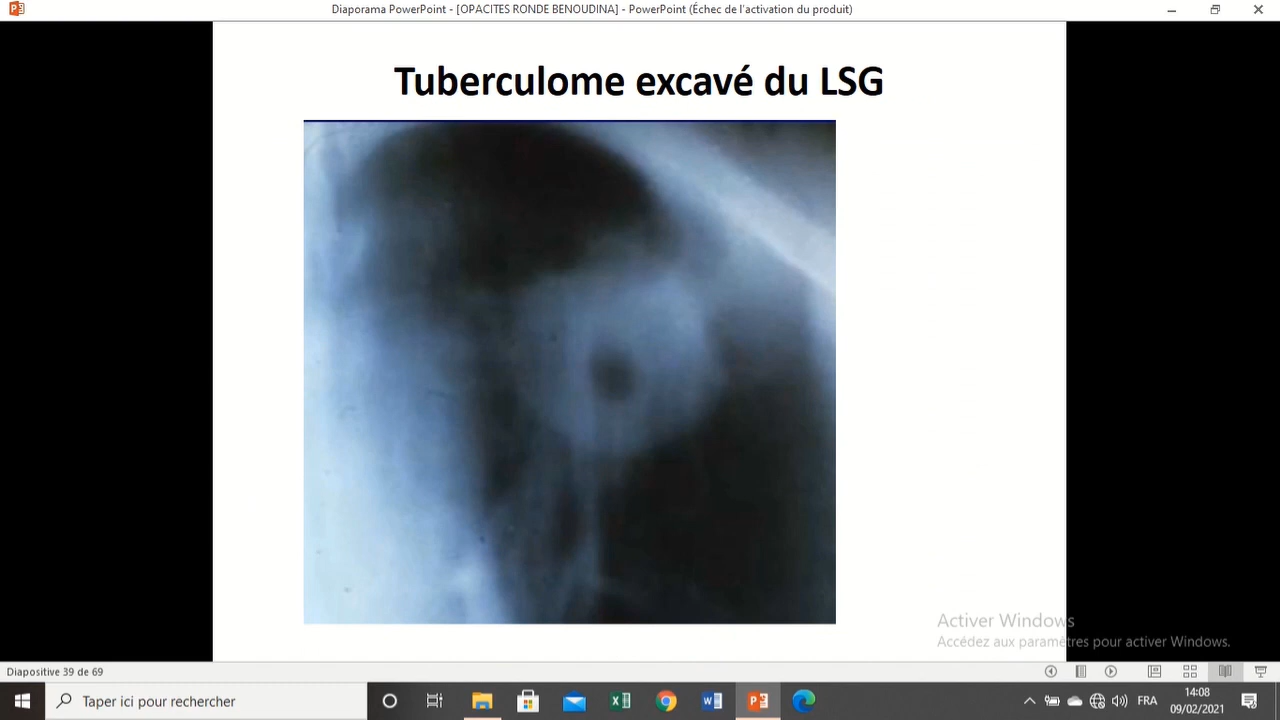 Diaporama PowerPoint - [OPACITES RONDE BENOUDINA] - PowerPoint (Échec de l'activation du produit)
Tuberculome excavé du LSG
Activer Windows
Accédez aux paramètres pour activer Windows.
Diapositive 39 de 69
Taper ici pour rechercher
FRA
14:08
09/02/2021